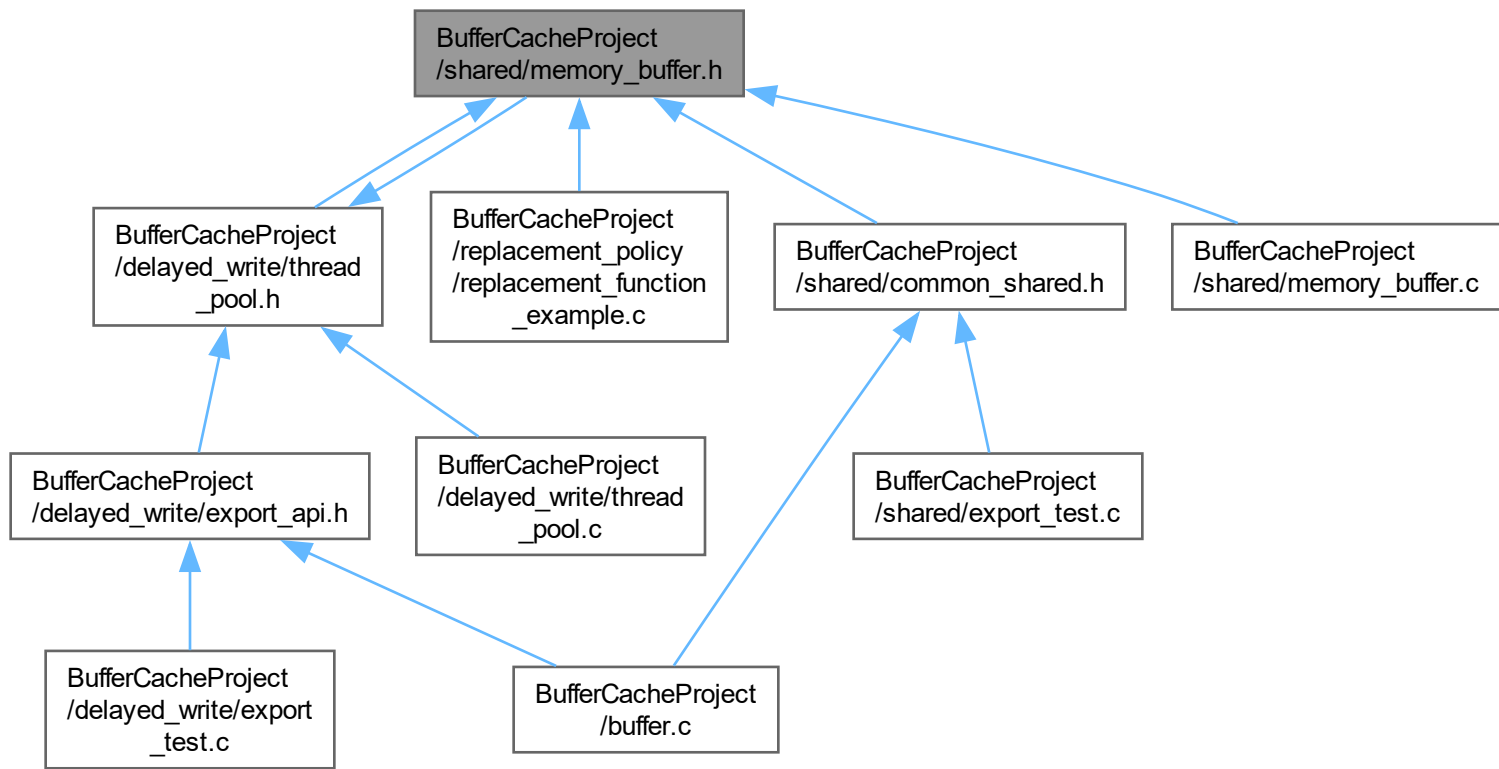 BufferCacheProject
/shared/memory_buffer.h
BufferCacheProject
/delayed_write/thread
_pool.h
BufferCacheProject
/replacement_policy
/replacement_function
_example.c
BufferCacheProject
/shared/common_shared.h
BufferCacheProject
/shared/memory_buffer.c
BufferCacheProject
/delayed_write/export_api.h
BufferCacheProject
/delayed_write/thread
_pool.c
BufferCacheProject
/shared/export_test.c
BufferCacheProject
/delayed_write/export
_test.c
BufferCacheProject
/buffer.c